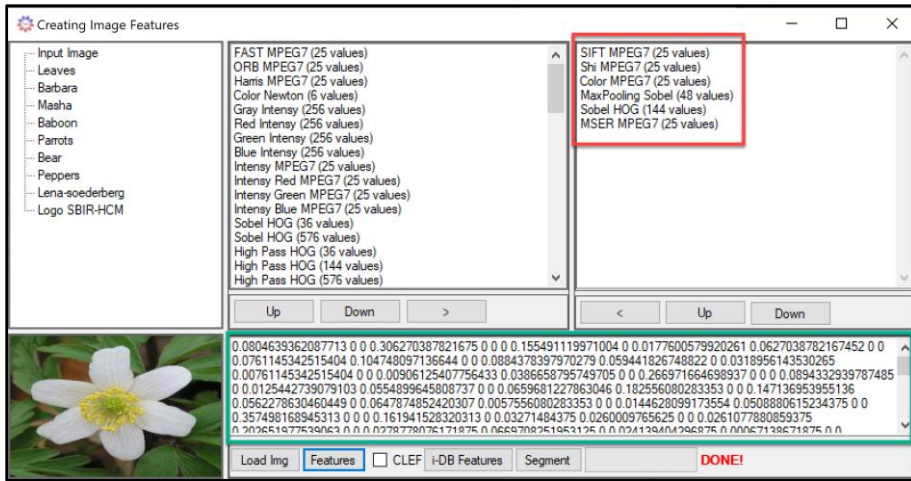 Creating Image Features
Input Image
Leaves
Barbara
Masha
Baboon
Parrots
Bear
Peppers
Lena-soederberg
Logo SBIR-HCM
FAST MPEG7 (25 values)
ORB MPEG7 (25 values)
Harris MPEG7 (25 values)
Color Newton (6 values)
Gray Intensy (256 values)
Red Intensy (256 values)
Green Intensy (256 values)
Blue Intensy (256 values)
Intensy MPEG7 (25 values)
Intensy Red MPEG7 (25 values)
Intensy Green MPEG7 (25 values)
Intensy Blue MPEG7 (25 values)
Sobel HOG (36 values)
Sobel HOG (576 values)
High Pass HOG (36 values)
High Pass HOG (144 values)
High Pass HOG (576 values)
Up Down >
SIFT MPEG7 (25 values)
Shi MPEG7 (25 values)
Color MPEG7 (25 values)
MaxPooling Sobel (48 values)
Sobel HOG (144 values)
MSER MPEG7 (25 values)
< Up Down
0.0804639362087713 0 0 0.306270387821675 0 0 0 0.155491119971004 0 0.0177600579920261 0.0627038782167452 0 0
0.0761145342515404 0.104748097136644 0 0 0.0884378397970279 0.059441826748822 0 0.0318956143530265
0.00761145342515404 0 0 0.00906125407756433 0.0386658795749705 0 0 0.266971664698937 0 0 0 0.0894332939787485
0 0.0125442739079103 0.0554899645808737 0 0 0.0659681227863046 0.182556080283353 0 0 0.147136953955136
0.0562278630460449 0 0.0647874852420307 0.0057556080283353 0 0 0.0144628099173554 0.0508880615234375 0 0
0.357498168945313 0 0 0 0.161941528320313 0 0.03271484375 0.0260009765625 0 0 0.0261077880859375
0.202651977539063 0 0 0.0278778076171875 0.0669708251953125 0 0.024139404296875 0.00067138671875 0 0
Load Img Features CLEF i-DB Features Segment DONE!